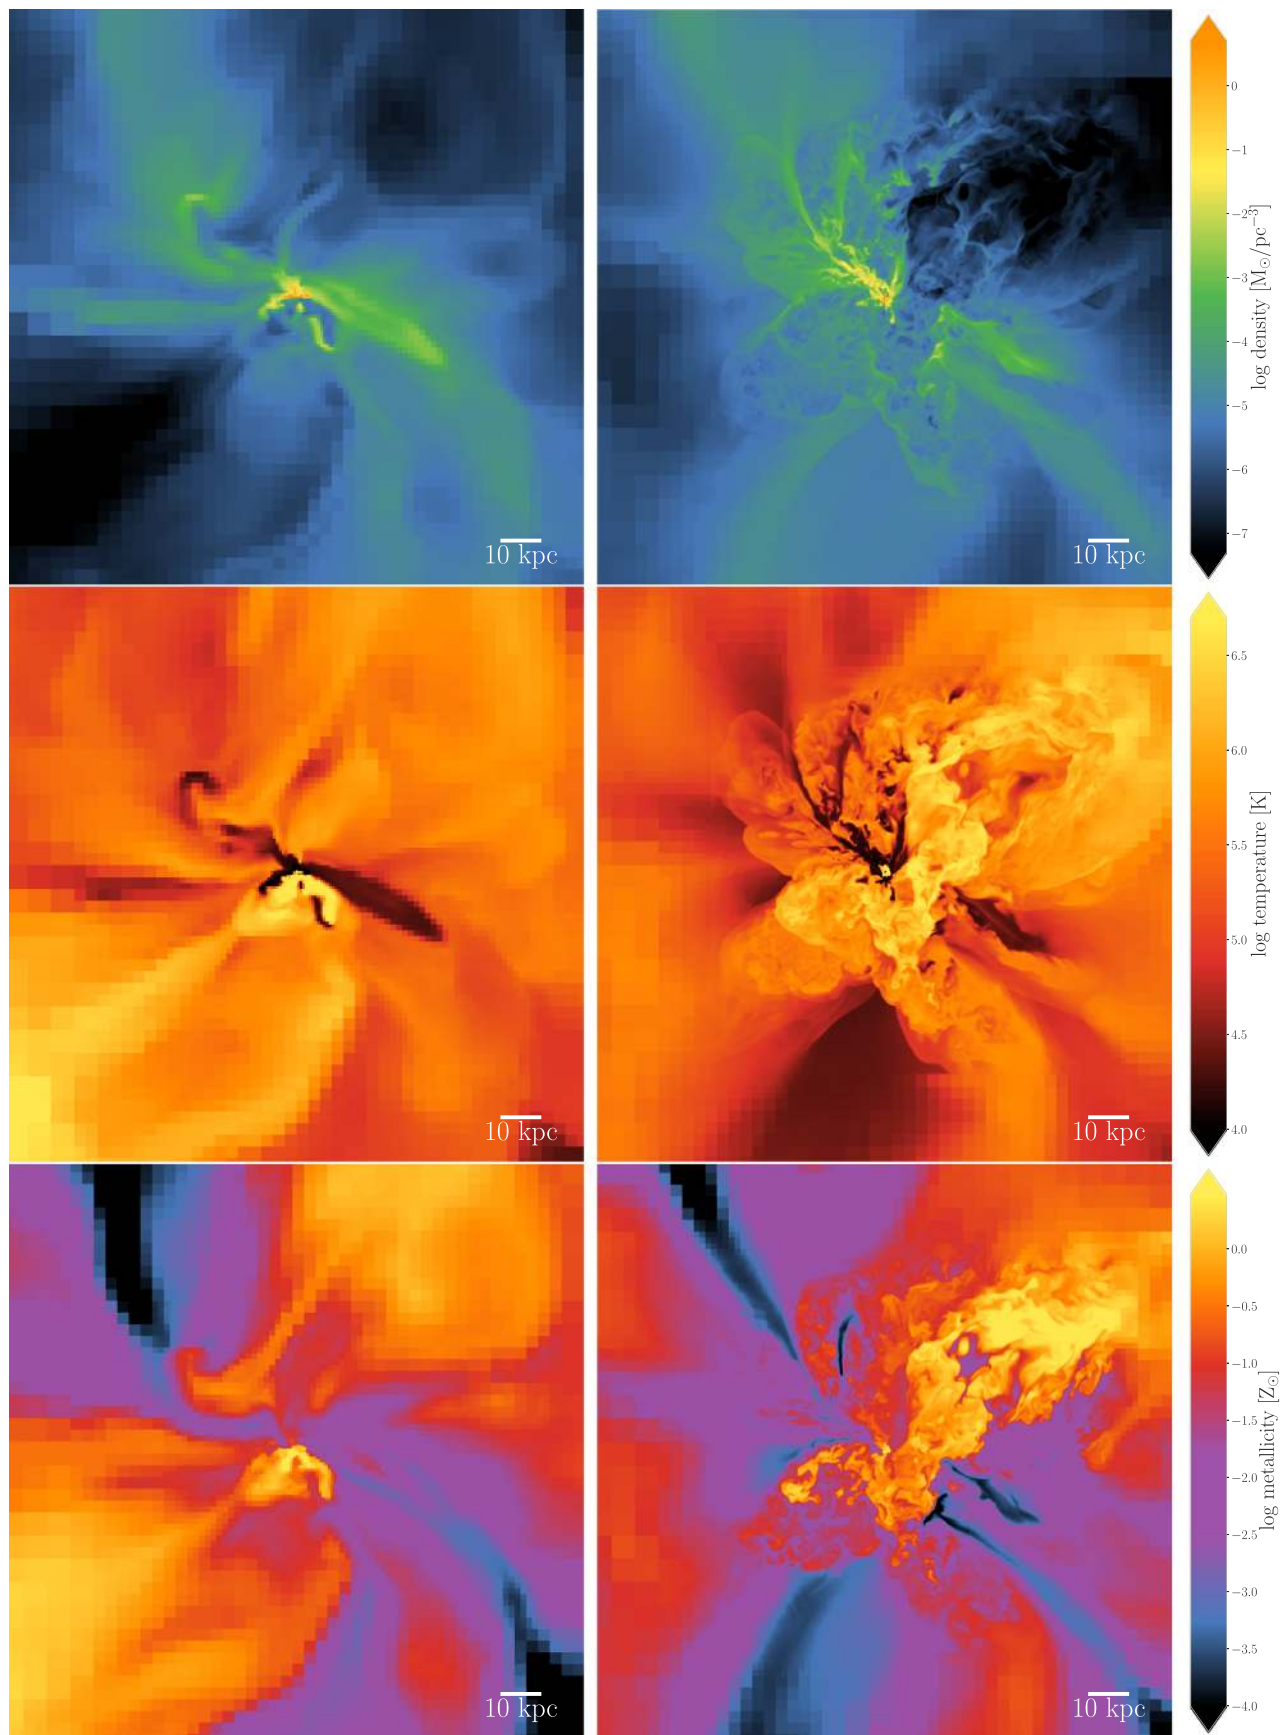 10 kpc
10 kpc
0
−1
−2
−3
−4
−5
−6
−7
log density [M⊙/pc⁻³]
10 kpc
10 kpc
6.5
6.0
5.5
5.0
4.5
4.0
log temperature [K]
10 kpc
10 kpc
0.0
−0.5
−1.0
−1.5
−2.0
−2.5
−3.0
−3.5
−4.0
log metallicity [Z⊙]